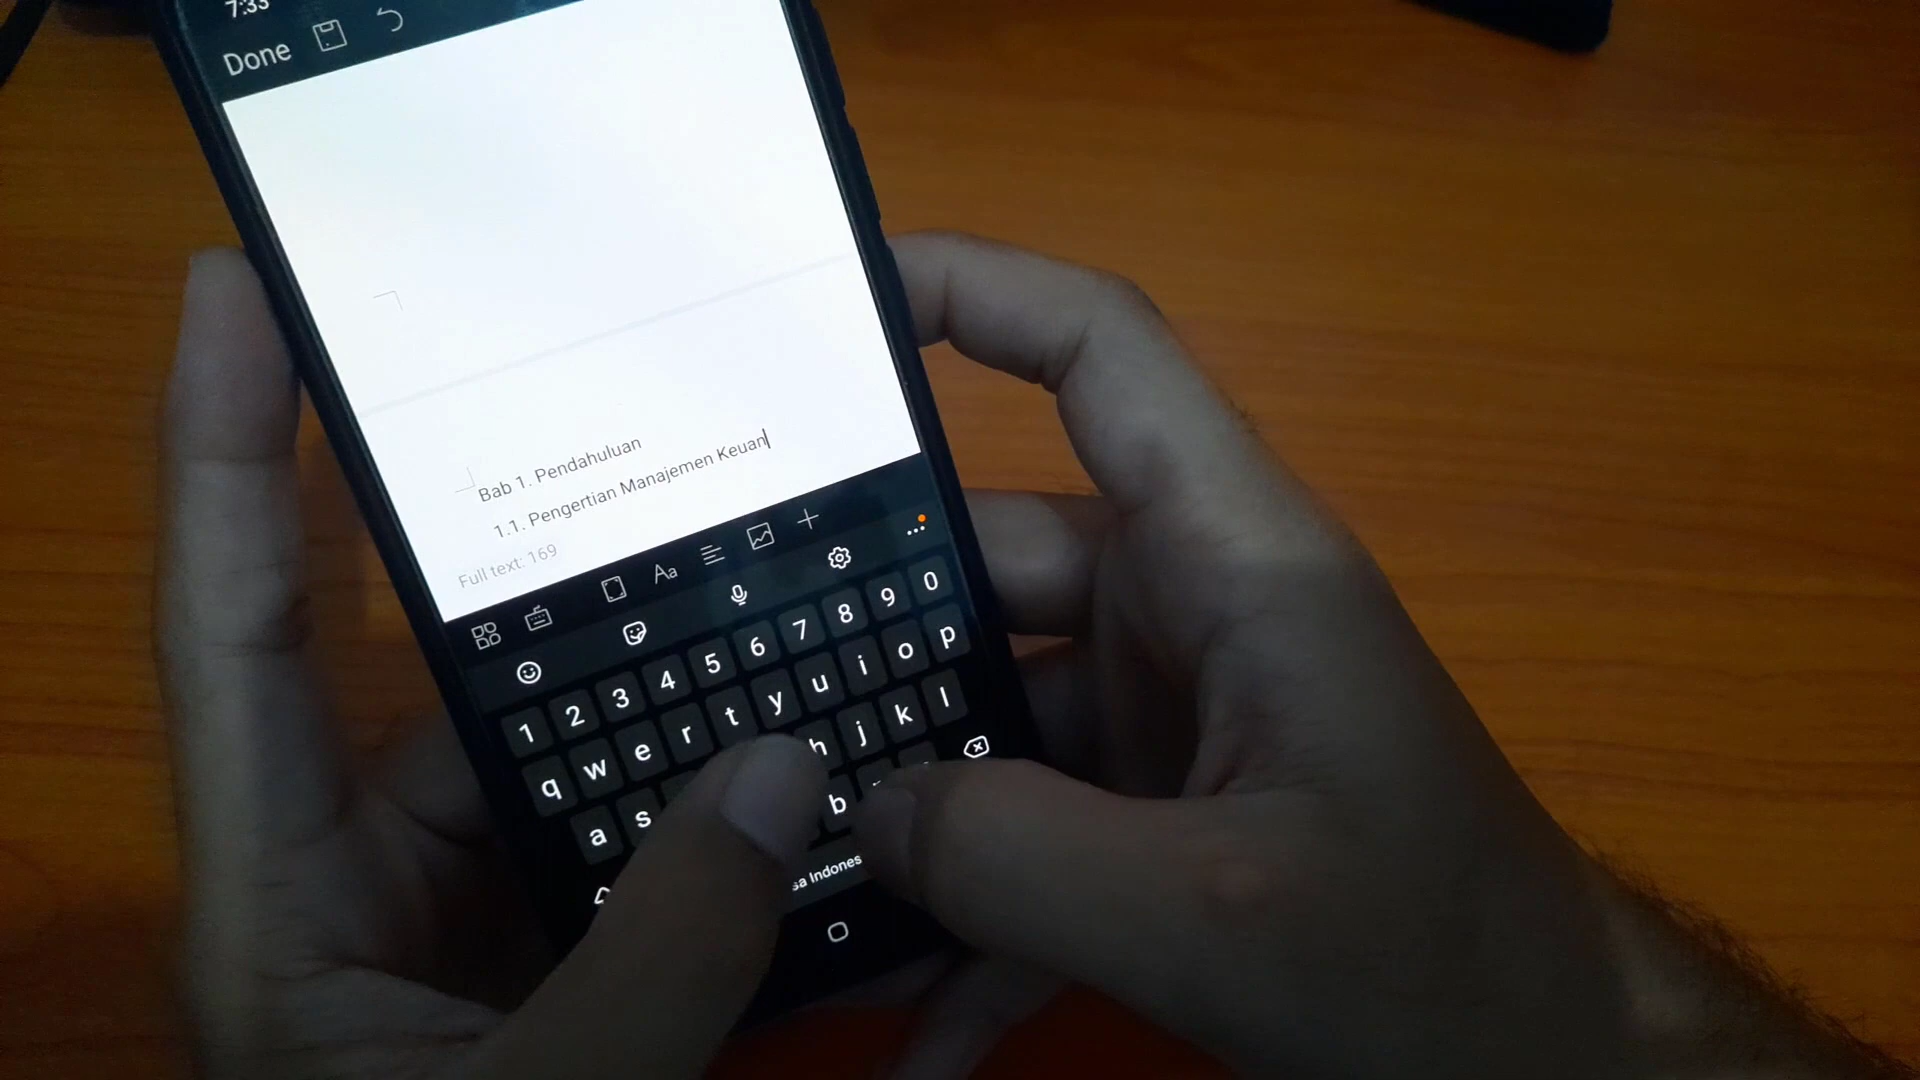 7:33
Done
Bab 1. Pendahuluan
1.1. Pengertian Manajemen Keuan
Full text: 169
Aa
1 2 3 4 5 6 7 8 9 0
q w e r t y u i o p
a s h j k l
b
sa Indones